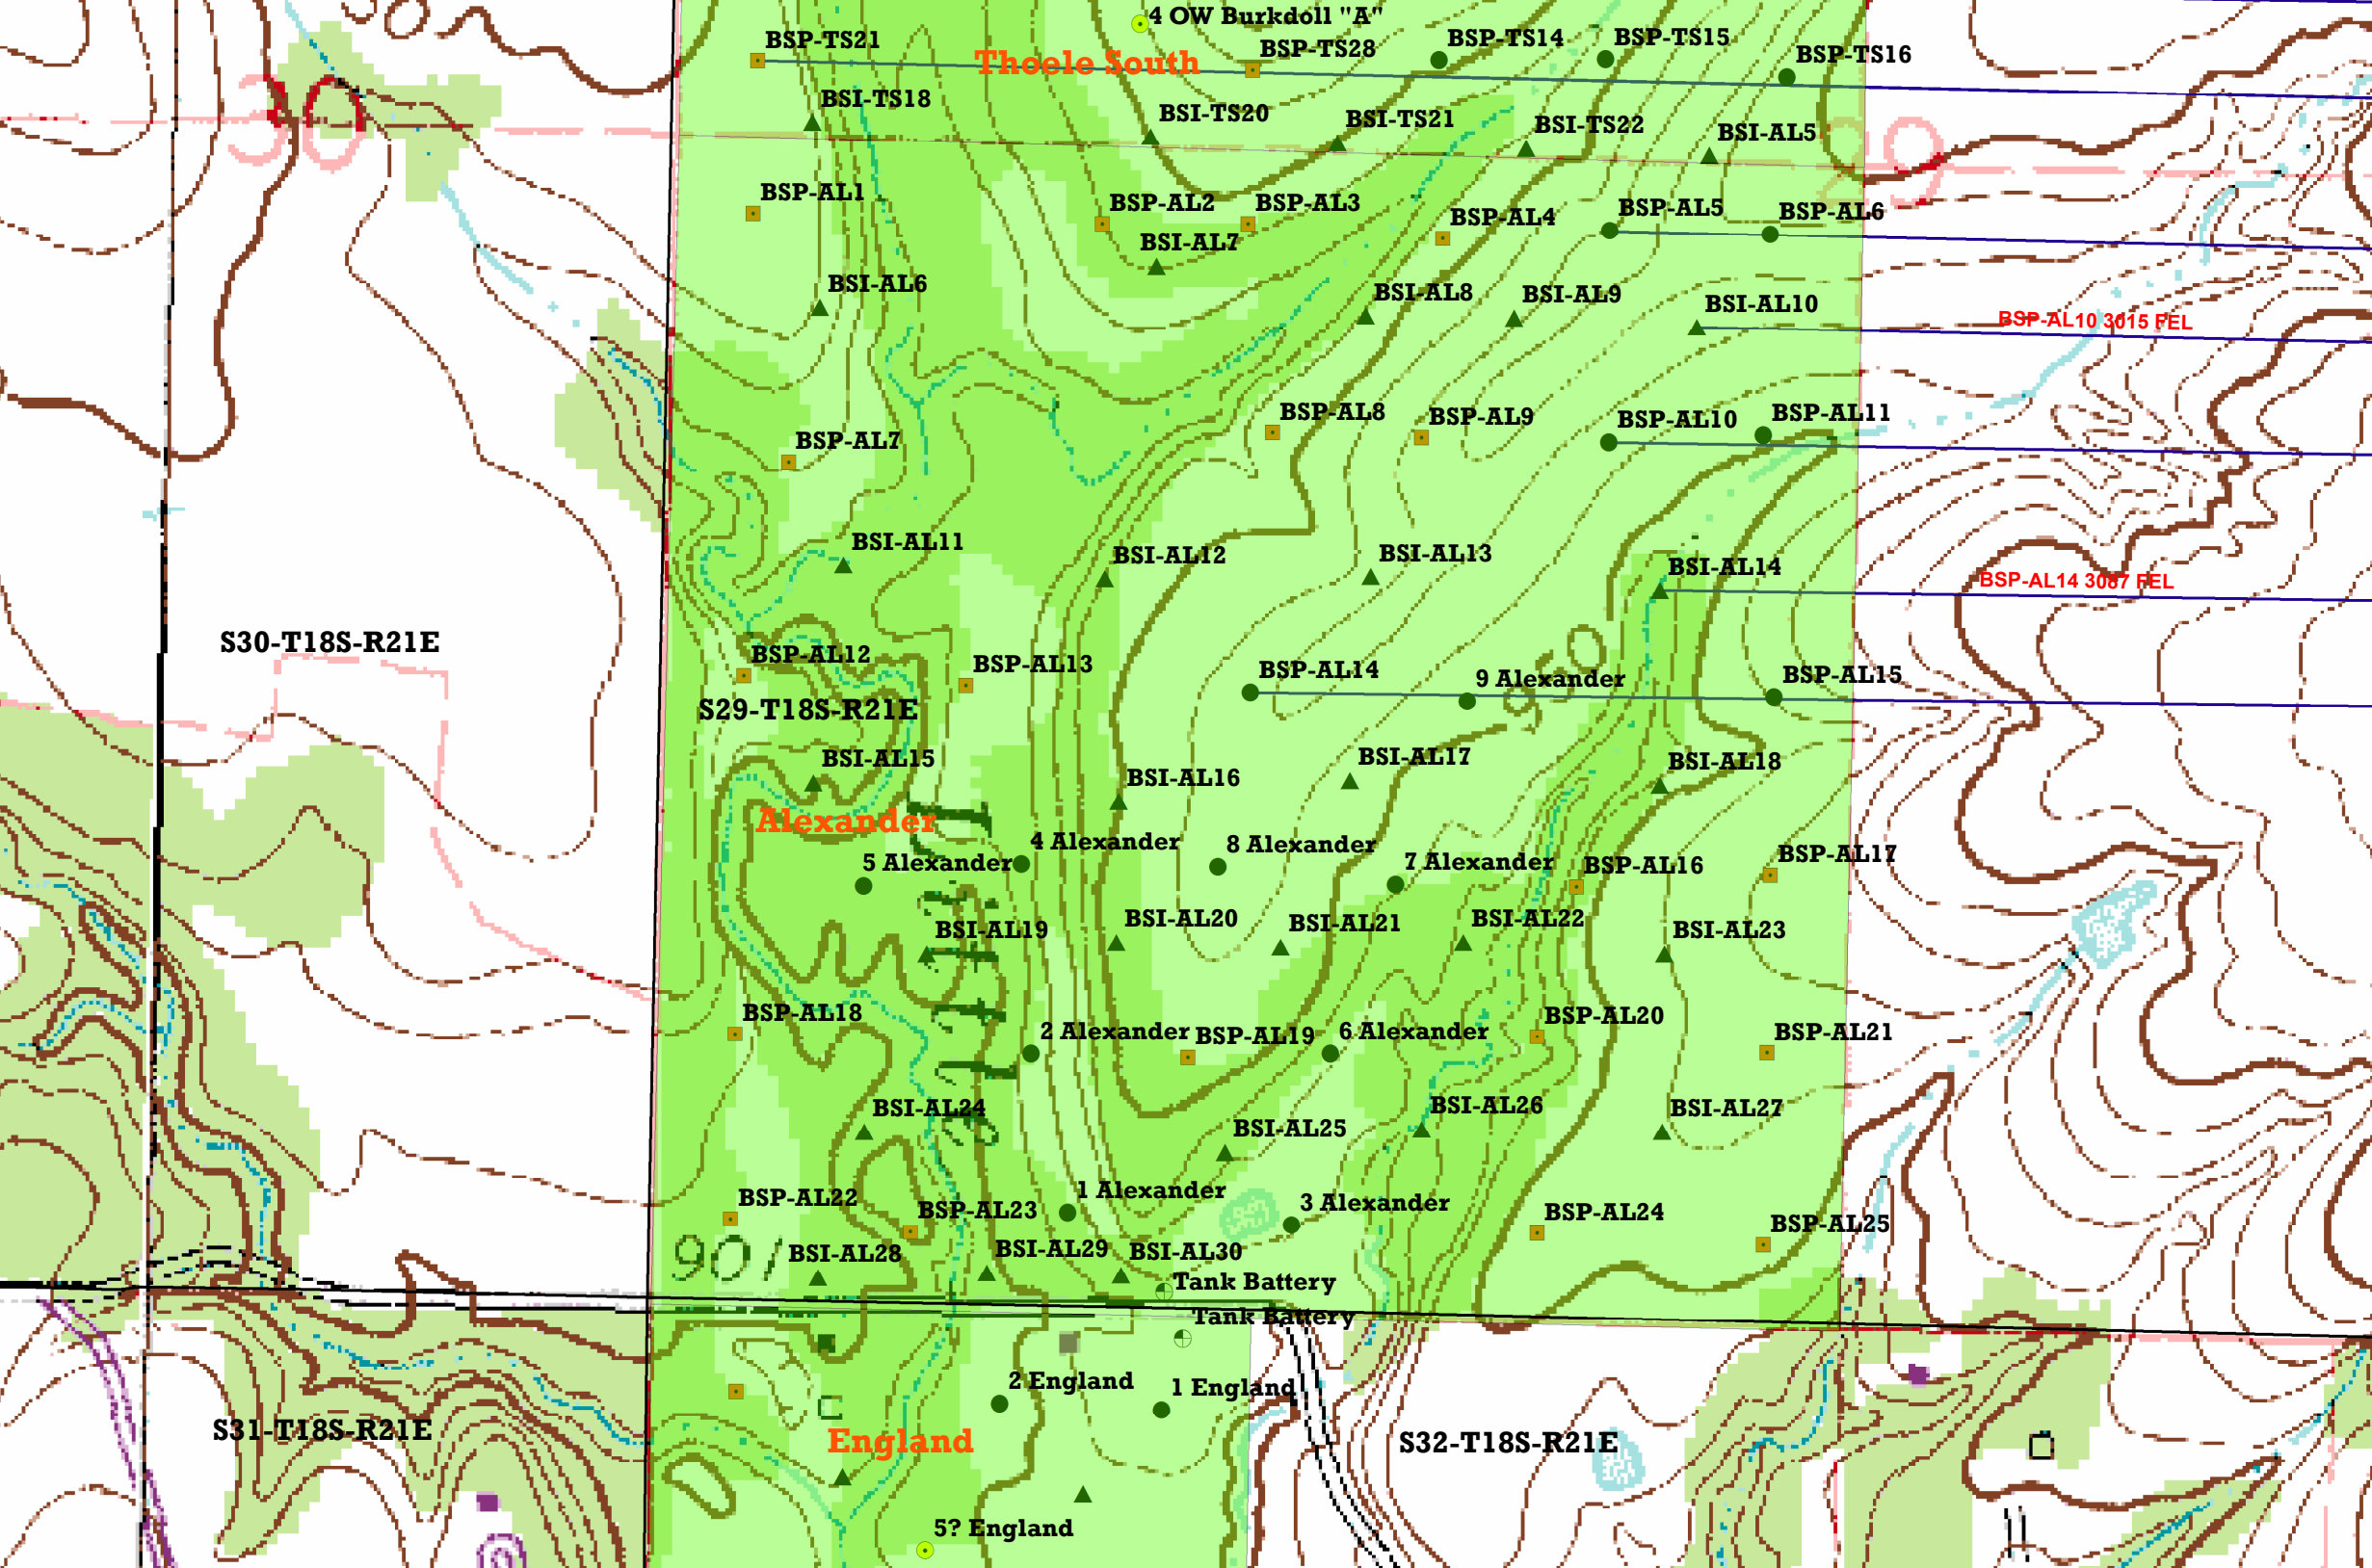 4 OW Burkdoll "A"
BSP-TS21
Thoele South
BSP-TS28
BSP-TS14
BSP-TS15
BSP-TS16
BSI-TS18
BSI-TS20
BSI-TS21
BSI-TS22
BSI-AL5
30
29
BSP-AL1
BSP-AL2
BSP-AL3
BSP-AL4
BSP-AL5
BSP-AL6
BSI-AL7
BSI-AL6
BSI-AL8
BSI-AL9
BSI-AL10
BSP-AL10 3015 FEL
BSP-AL7
BSP-AL8
BSP-AL9
BSP-AL10
BSP-AL11
BSI-AL11
BSI-AL12
BSI-AL13
BSI-AL14
BSP-AL14 3087 FEL
S30-T18S-R21E
BSP-AL12
BSP-AL13
BSP-AL14
9 Alexander
950
BSP-AL15
S29-T18S-R21E
BSI-AL15
BSI-AL16
BSI-AL17
BSI-AL18
Alexander
5 Alexander
4 Alexander
8 Alexander
7 Alexander
BSP-AL16
BSP-AL17
BSI-AL19
BSI-AL20
BSI-AL21
BSI-AL22
BSI-AL23
BSP-AL18
2 Alexander
BSP-AL19
6 Alexander
BSP-AL20
BSP-AL21
BSI-AL24
BSI-AL25
BSI-AL26
BSI-AL27
BSP-AL22
BSP-AL23
1 Alexander
3 Alexander
BSP-AL24
BSP-AL25
901
BSI-AL28
BSI-AL29
BSI-AL30
Tank Battery
Tank Battery
2 England
1 England
S31-T18S-R21E
England
S32-T18S-R21E
5? England